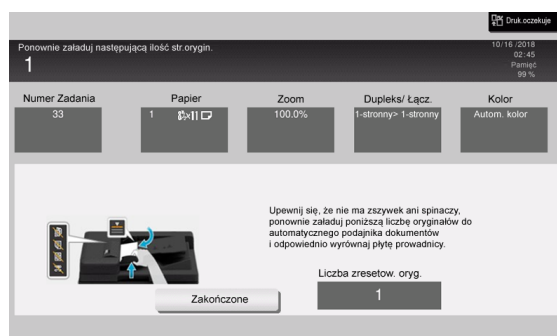 Druk.oczekuje
Ponownie załaduj następującą ilość str.orygin.
1
10/16 /2018
02:45
Pamięć
99 %
Numer Zadania
Papier
Zoom
Dupleks/ Łącz.
Kolor
33
1
100.0%
1-stronny> 1-stronny
Autom. kolor
Upewnij się, że nie ma zszywek ani spinaczy,
ponownie załaduj poniższą liczbę oryginałów do
automatycznego podajnika dokumentów
i odpowiednio wyrównaj płytę prowadnicy.
Liczba zresetow. oryg.
1
Zakończone